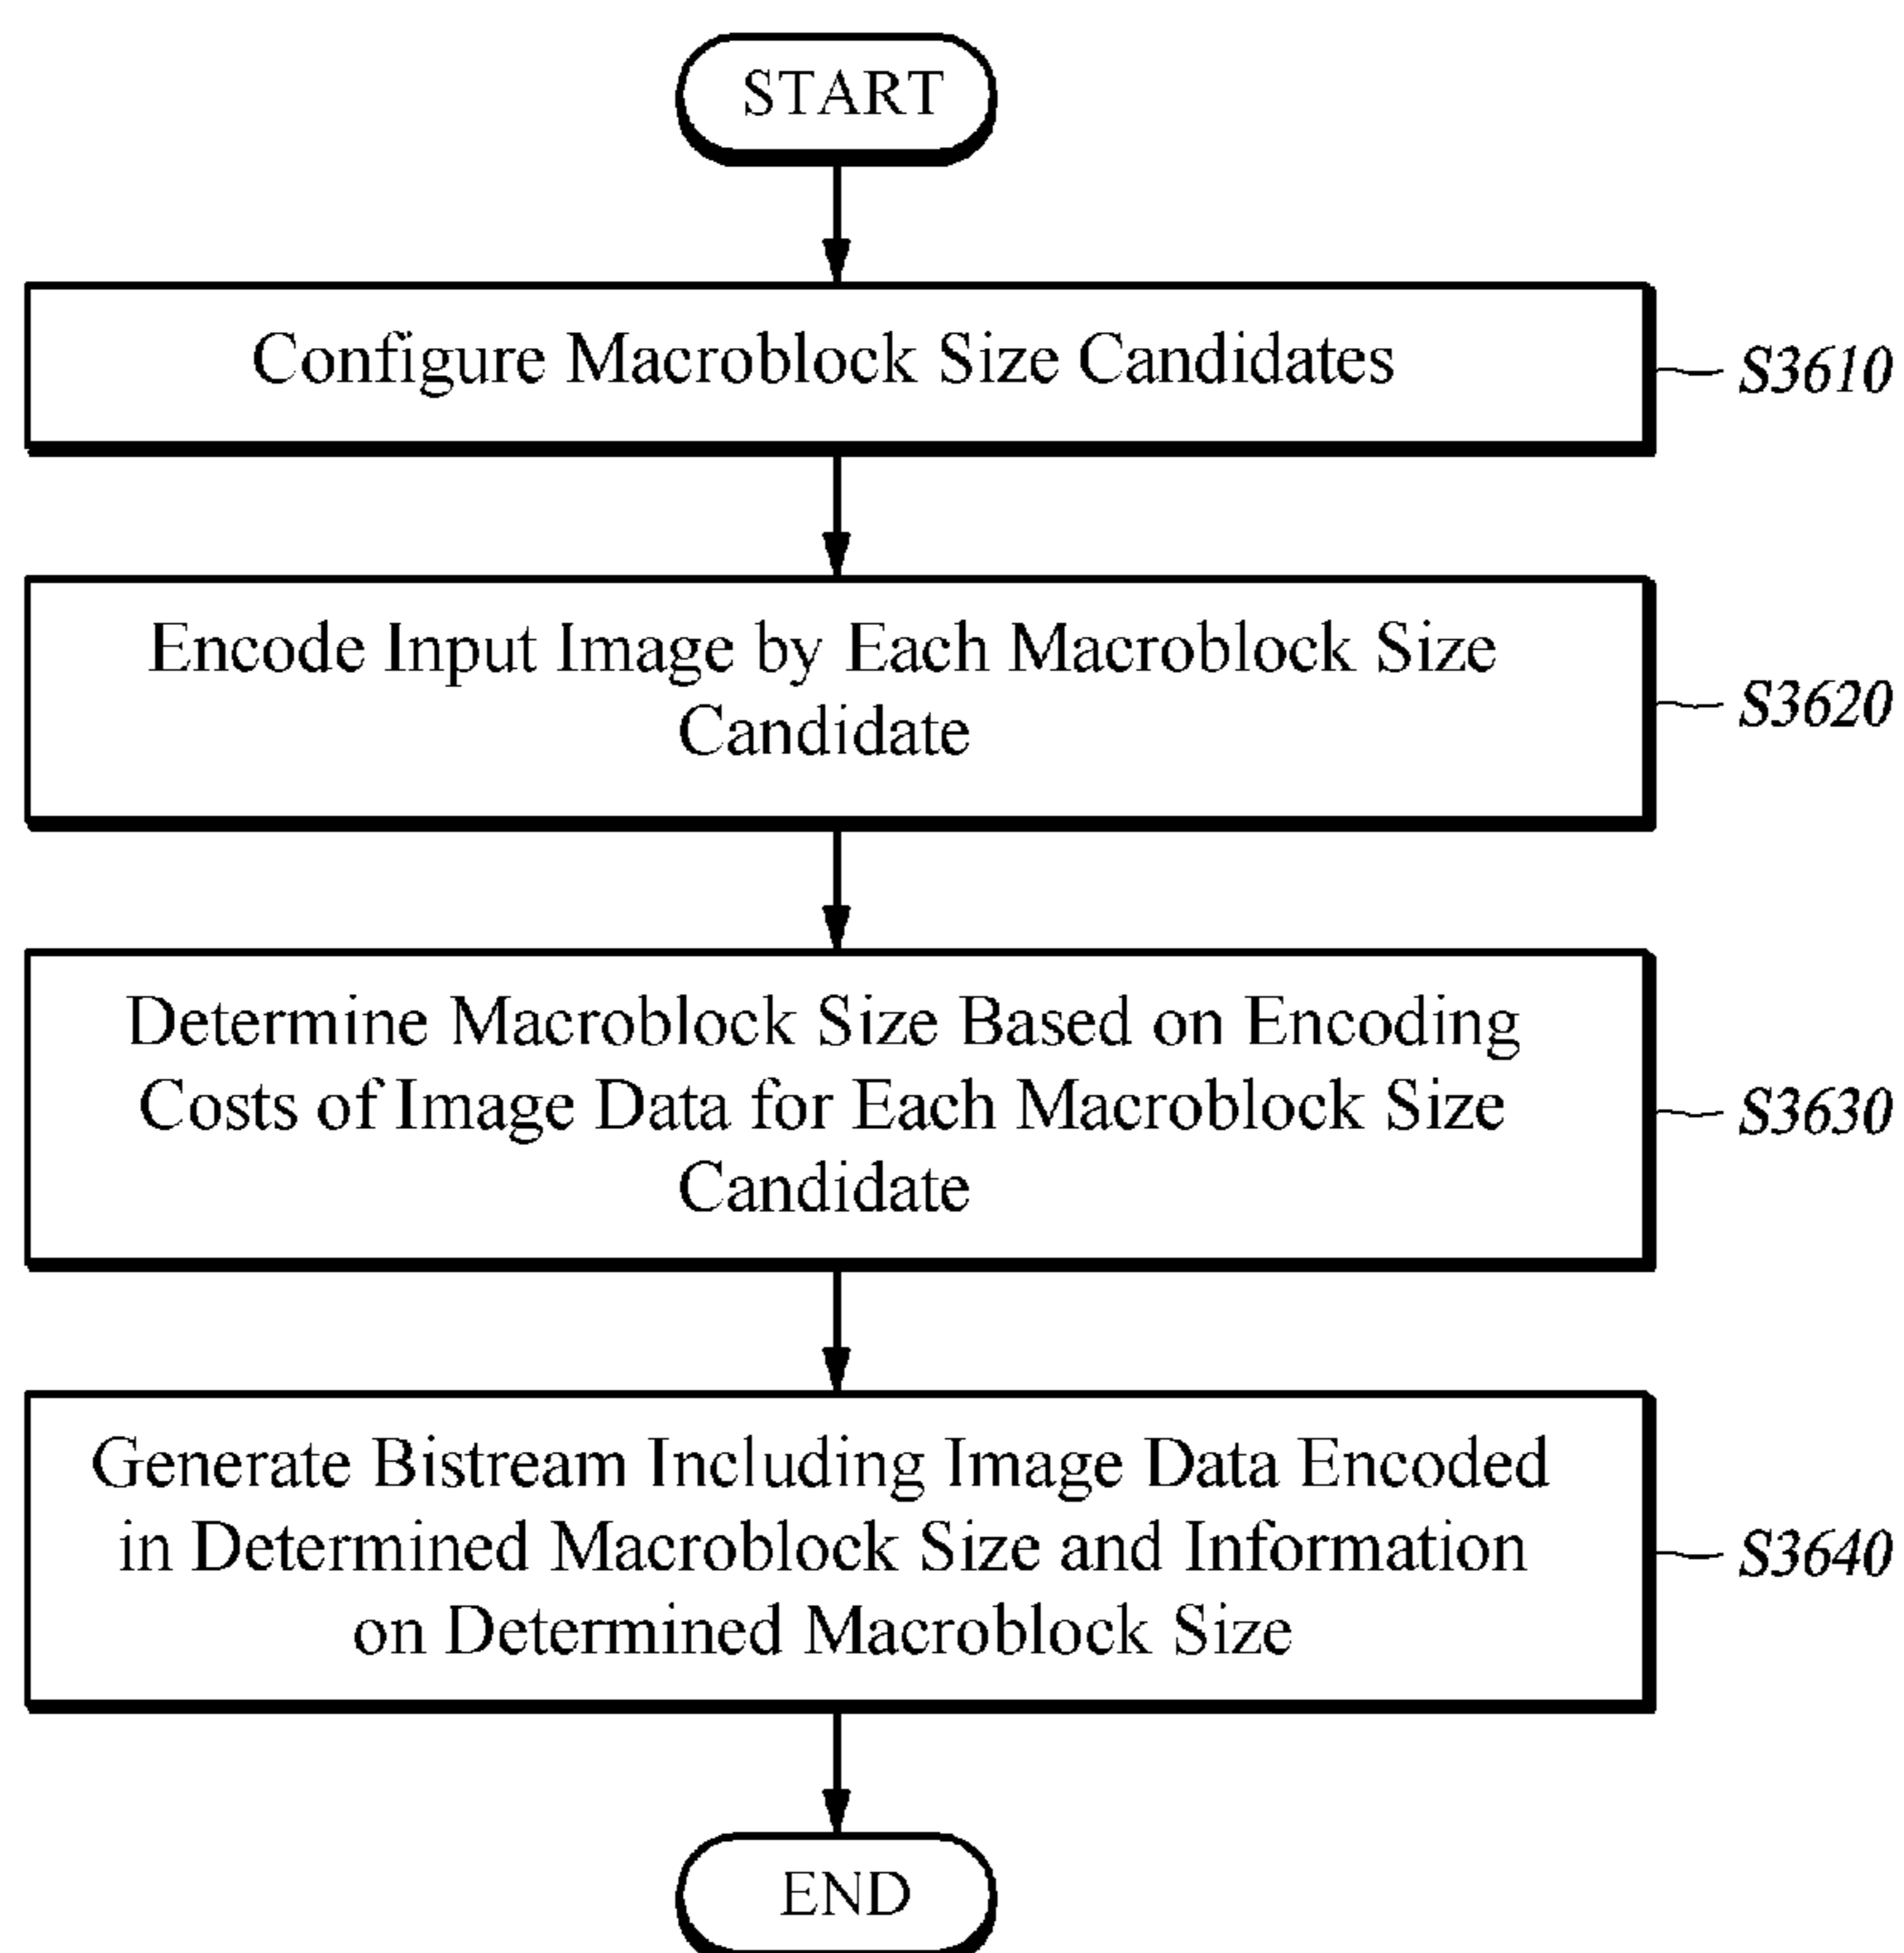 START
Configure Macroblock Size Candidates
S3610
Encode Input Image by Each Macroblock Size
Candidate
S3620
Determine Macroblock Size Based on Encoding
Costs of Image Data for Each Macroblock Size
Candidate
S3630
Generate Bistream Including Image Data Encoded
in Determined Macroblock Size and Information
on Determined Macroblock Size
S3640
END